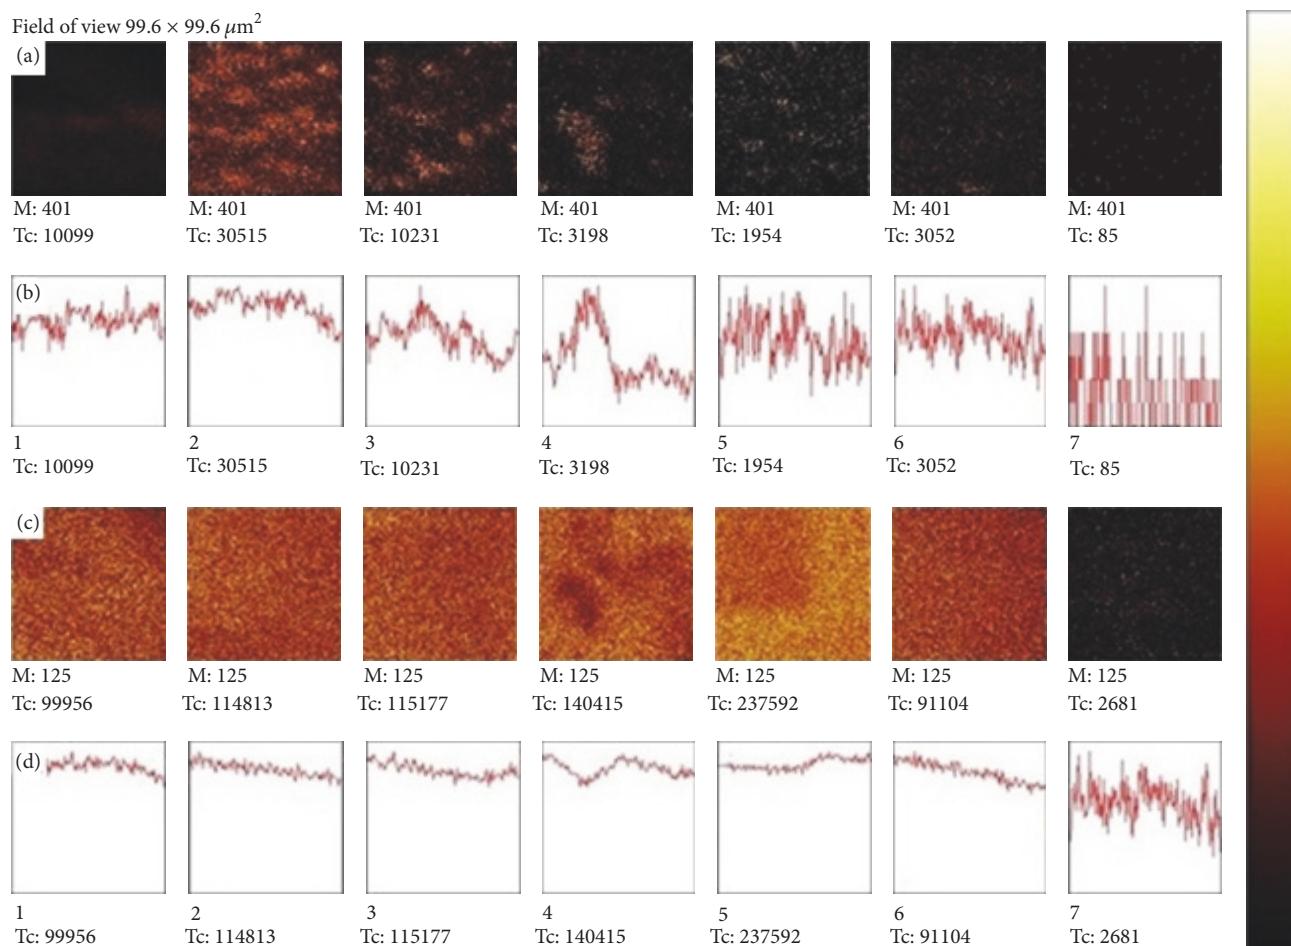 Field of view 99.6 × 99.6 μm²
(a)
M: 401 M: 401 M: 401 M: 401 M: 401 M: 401 M: 401
Tc: 10099 Tc: 30515 Tc: 10231 Tc: 3198 Tc: 1954 Tc: 3052 Tc: 85
(b)
1 2 3 4 5 6 7
Tc: 10099 Tc: 30515 Tc: 10231 Tc: 3198 Tc: 1954 Tc: 3052 Tc: 85
(c)
M: 125 M: 125 M: 125 M: 125 M: 125 M: 125 M: 125
Tc: 99956 Tc: 114813 Tc: 115177 Tc: 140415 Tc: 237592 Tc: 91104 Tc: 2681
(d)
1 2 3 4 5 6 7
Tc: 99956 Tc: 114813 Tc: 115177 Tc: 140415 Tc: 237592 Tc: 91104 Tc: 2681